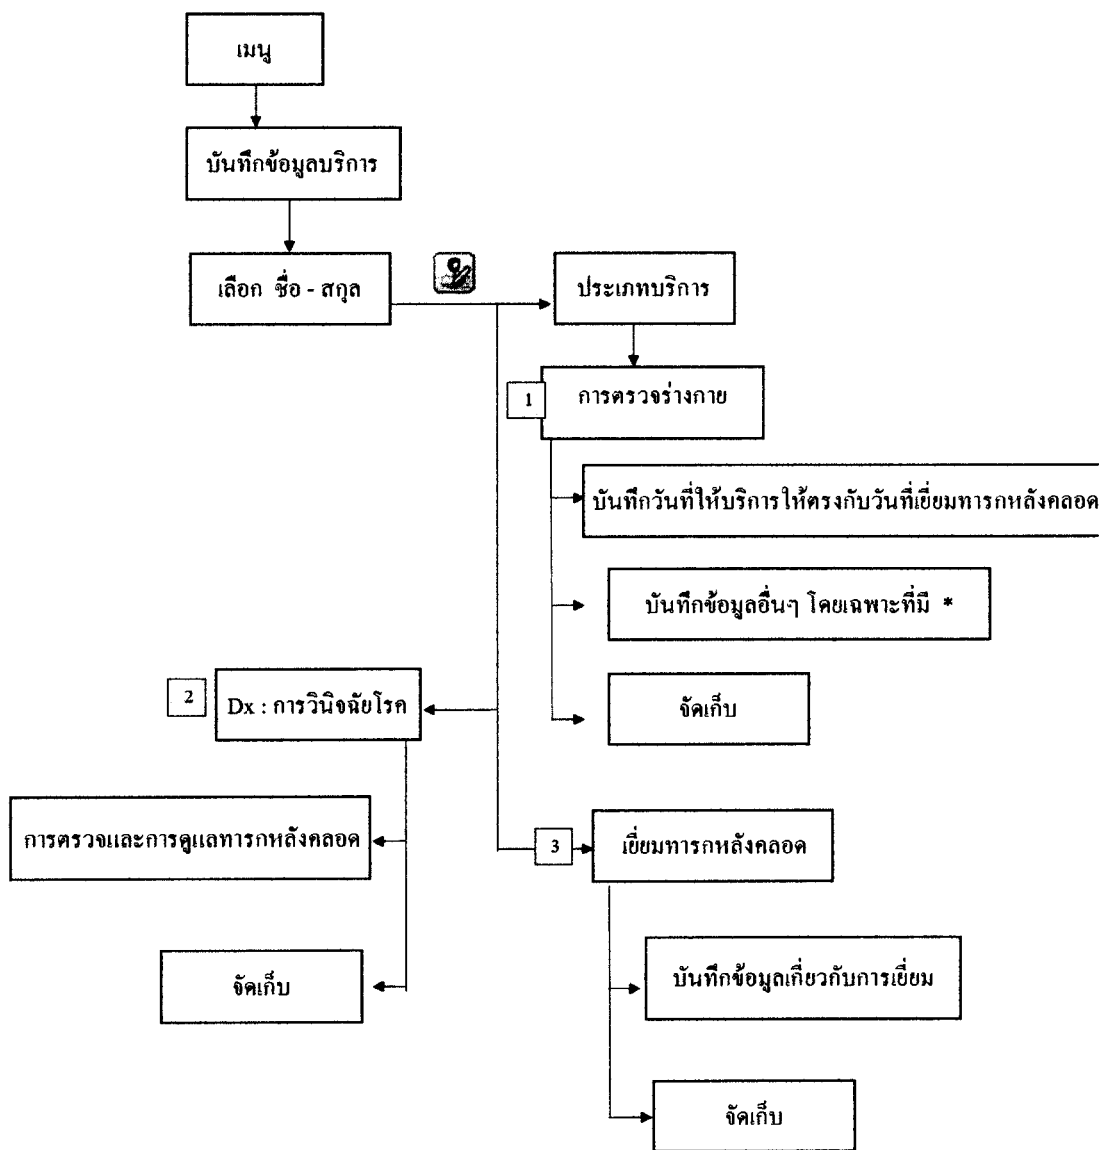 เมนู
บันทึกข้อมูลบริการ
เลือก ชื่อ - สกุล
ประเภทบริการ
1
การตรวจร่างกาย
บันทึกวันที่ให้บริการให้ตรงกับวันที่เยี่ยมทารกหลังคลอด
บันทึกข้อมูลอื่นๆ โดยเฉพาะที่มี *
จัดเก็บ
2
Dx : การวินิจฉัยโรค
การตรวจและการดูแลทารกหลังคลอด
จัดเก็บ
3
เยี่ยมทารกหลังคลอด
บันทึกข้อมูลเกี่ยวกับการเยี่ยม
จัดเก็บ